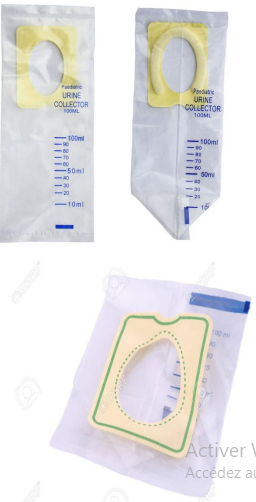 Paediatric
URINE
COLLECTOR
100ML
100ml
90
80
70
60
50ml
40
30
20
10ml
Paediatric
URINE
COLLECTOR
100ML
100ml
90
80
70
60
50ml
40
30
10
100 ml
Activer
Accédez au